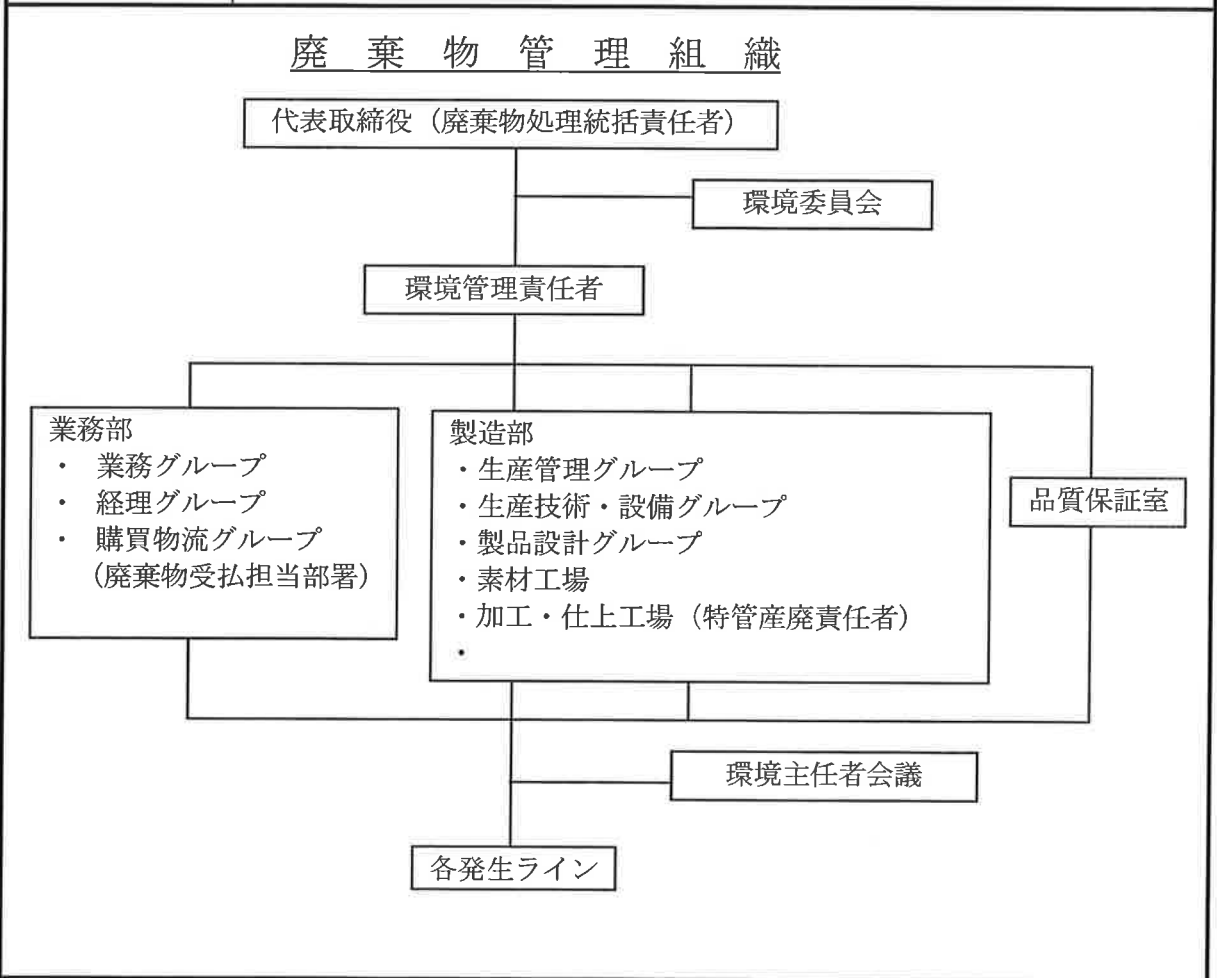 廃棄物管理組織
代表取締役（廃棄物処理統括責任者）
環境委員会
環境管理責任者
業務部
・ 業務グループ
・ 経理グループ
・ 購買物流グループ
（廃棄物受払担当部署）
製造部
・生産管理グループ
・生産技術・設備グループ
・製品設計グループ
・素材工場
・加工・仕上工場（特管産廃責任者）
・
品質保証室
環境主任者会議
各発生ライン